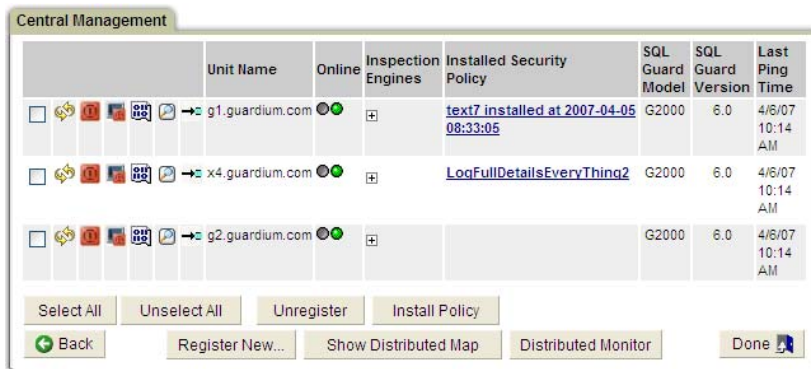 Central Management
Unit Name
Online
Inspection
Engines
Installed Security
Policy
SQL
Guard
Model
SQL
Guard
Version
Last
Ping
Time
g1.guardium.com
text7 installed at 2007-04-05
08:33:05
G2000
6.0
4/6/07
10:14
AM
x4.guardium.com
LogFullDetailsEveryThing2
G2000
6.0
4/6/07
10:14
AM
g2.guardium.com
G2000
6.0
4/6/07
10:14
AM
Select All
Unselect All
Unregister
Install Policy
Back
Register New...
Show Distributed Map
Distributed Monitor
Done